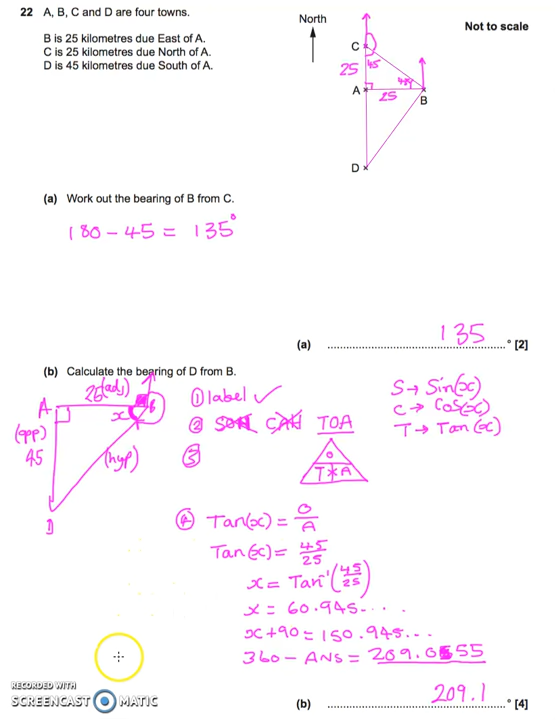 22 A, B, C and D are four towns.
North
Not to scale
B is 25 kilometres due East of A.
C is 25 kilometres due North of A.
D is 45 kilometres due South of A.
C
25
45
A
25
B
D
(a) Work out the bearing of B from C.
180 - 45 = 135°
(a) 135 ° [2]
(b) Calculate the bearing of D from B.
25 (adj)
A
x
B
(opp)
45
(hyp)
D
① label ✓
② SOH CAH TOA
③
O
T * A
S → Sin(x)
C → Cos(x)
T → Tan(x)
④ Tan(x) = O/A
Tan(x) = 45/25
x = Tan⁻¹(45/25)
x = 60.945....
x + 90 = 150.945...
360 - ANS = 209.0555
RECORDED WITH
SCREENCAST O MATIC
(b) 209.1 ° [4]